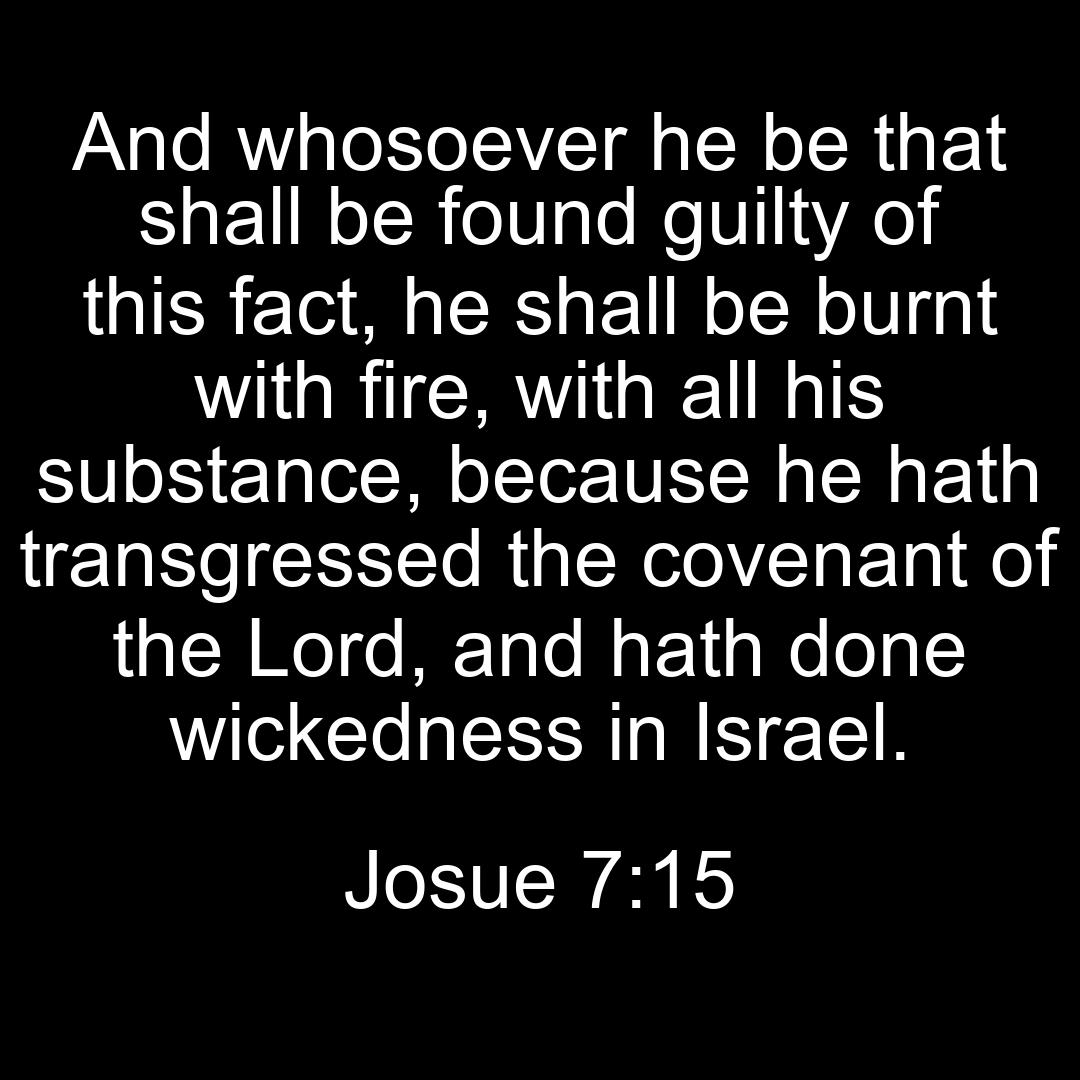 And whosoever he be that
shall be found guilty of
this fact, he shall be burnt
with fire, with all his
substance, because he hath
transgressed the covenant of
the Lord, and hath done
wickedness in Israel.
Josue 7:15